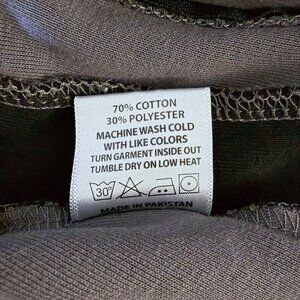 70% COTTON
30% POLYESTER
MACHINE WASH COLD
WITH LIKE COLORS
TURN GARMENT INSIDE OUT
TUMBLE DRY ON LOW HEAT
30°
MADE IN PAKISTAN